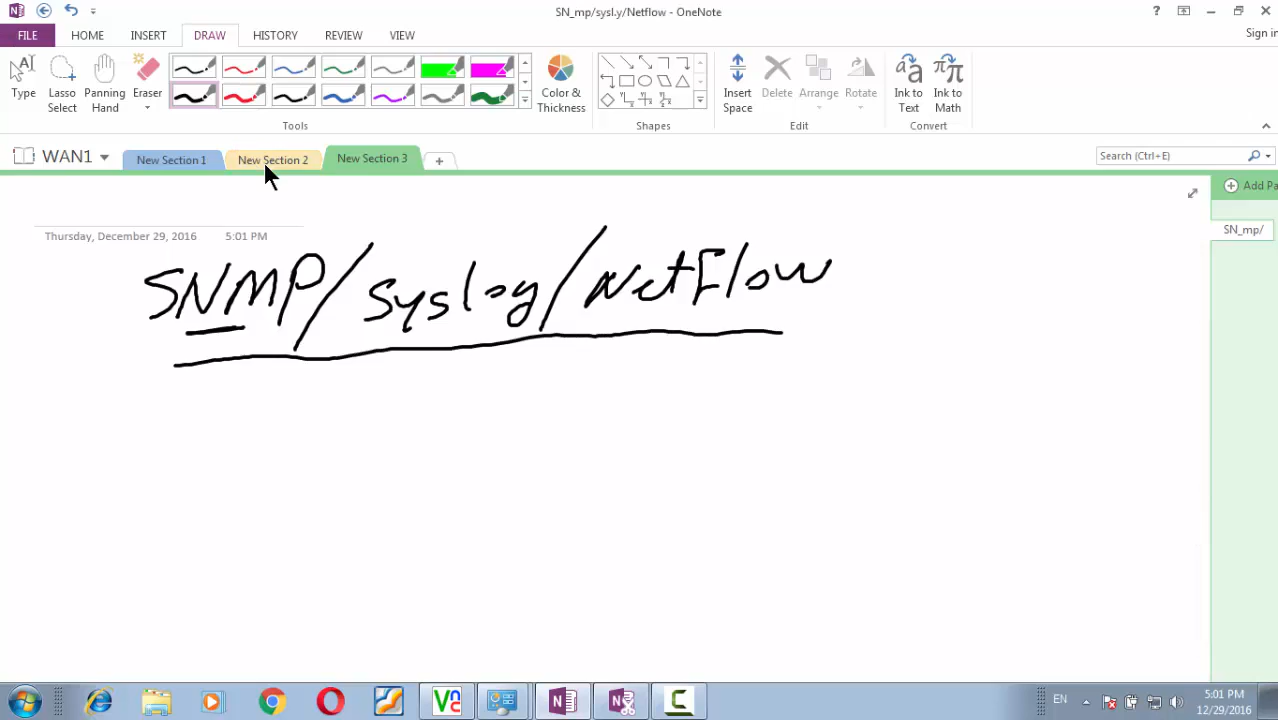 SN_mp/sysl.y/Netflow - OneNote
?
Sign in
FILE HOME INSERT DRAW HISTORY REVIEW VIEW
Type
Lasso Select
Panning Hand
Eraser
Color & Thickness
Insert Space
Delete
Arrange
Rotate
Ink to Text
Ink to Math
Tools
Shapes
Edit
Convert
WAN1 New Section 1 New Section 2 New Section 3 +
Search (Ctrl+E)
Add Pa
SN_mp/
Thursday, December 29, 2016 5:01 PM
SNMP/syslog/NetFlow
EN
5:01 PM
12/29/2016